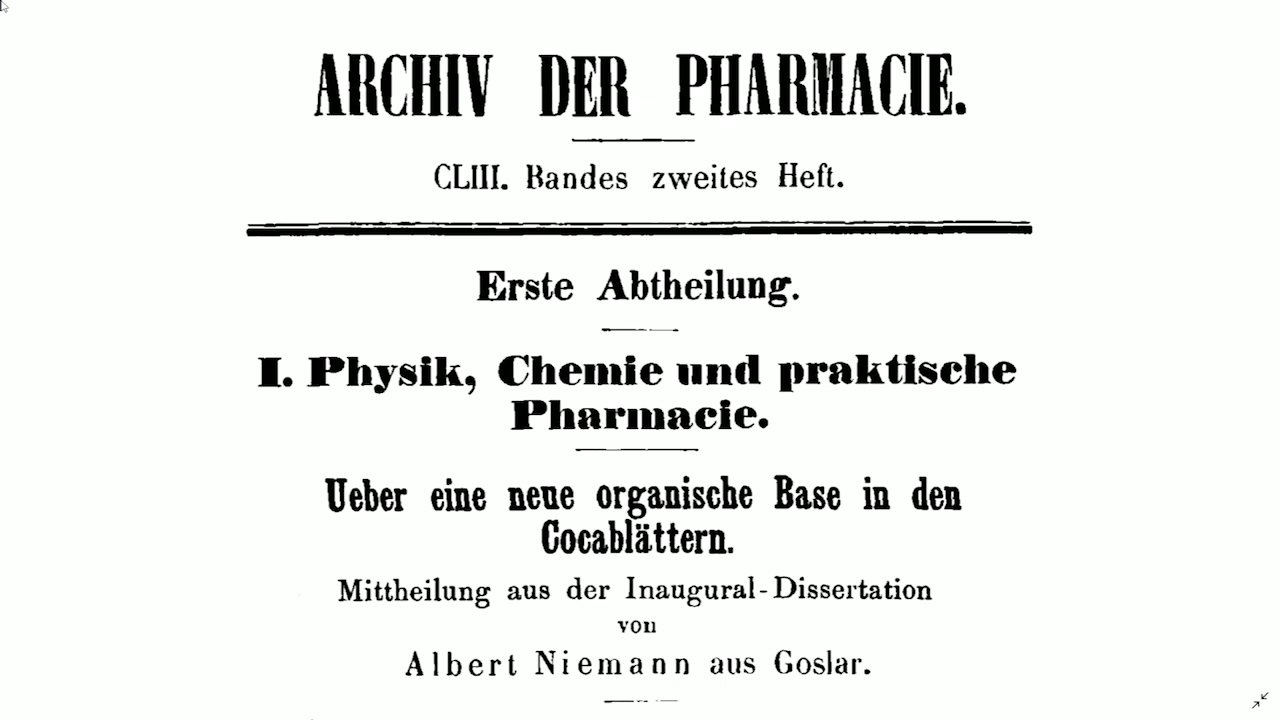 ARCHIV DER PHARMACIE.
CLIII. Bandes zweites Heft.
Erste Abtheilung.
I. Physik, Chemie und praktische
Pharmacie.
Ueber eine neue organische Base in den
Cocablättern.
Mittheilung aus der Inaugural-Dissertation
von
Albert Niemann aus Goslar.